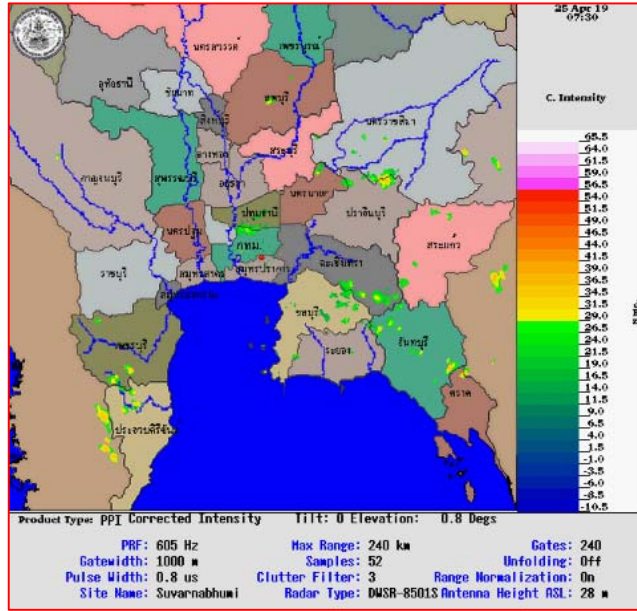 25 Apr 19
07:30
C. Intensity
65.5
64.0
61.5
59.0
56.5
54.0
51.5
49.0
46.5
44.0
41.5
39.0
36.5
34.0
31.5
29.0
26.5
24.0
21.5
19.0
16.5
14.0
11.5
9.0
6.5
4.0
1.5
-1.0
-3.5
-6.0
-8.5
-10.5
นครสวรรค์
เพชรบูรณ์
อุทัยธานี
ชัยนาท
ลพบุรี
สิงห์บุรี
นครราชสีมา
อ่างทอง
สระบุรี
กาญจนบุรี
สุพรรณบุรี
อยุธยา
นครนายก
ปราจีนบุรี
ปทุมธานี
นครปฐม
กทม.
สระแก้ว
ฉะเชิงเทรา
ราชบุรี
สมุทรสาคร
สมุทรปราการ
สมุทรสงคราม
ชลบุรี
เพชรบุรี
ระยอง
จันทบุรี
ตราด
ประจวบคีรีขันธ์
Product Type: PPI Corrected Intensity Tilt: 0 Elevation: 0.8 Degs
PRF: 605 Hz Max Range: 240 km Gates: 240
Gatewidth: 1000 m Samples: 52 Unfolding: Off
Pulse Width: 0.8 us Clutter Filter: 3 Range Normalization: On
Site Name: Suvarnabhumi Radar Type: DWSR-8501S Antenna Height ASL: 28 m